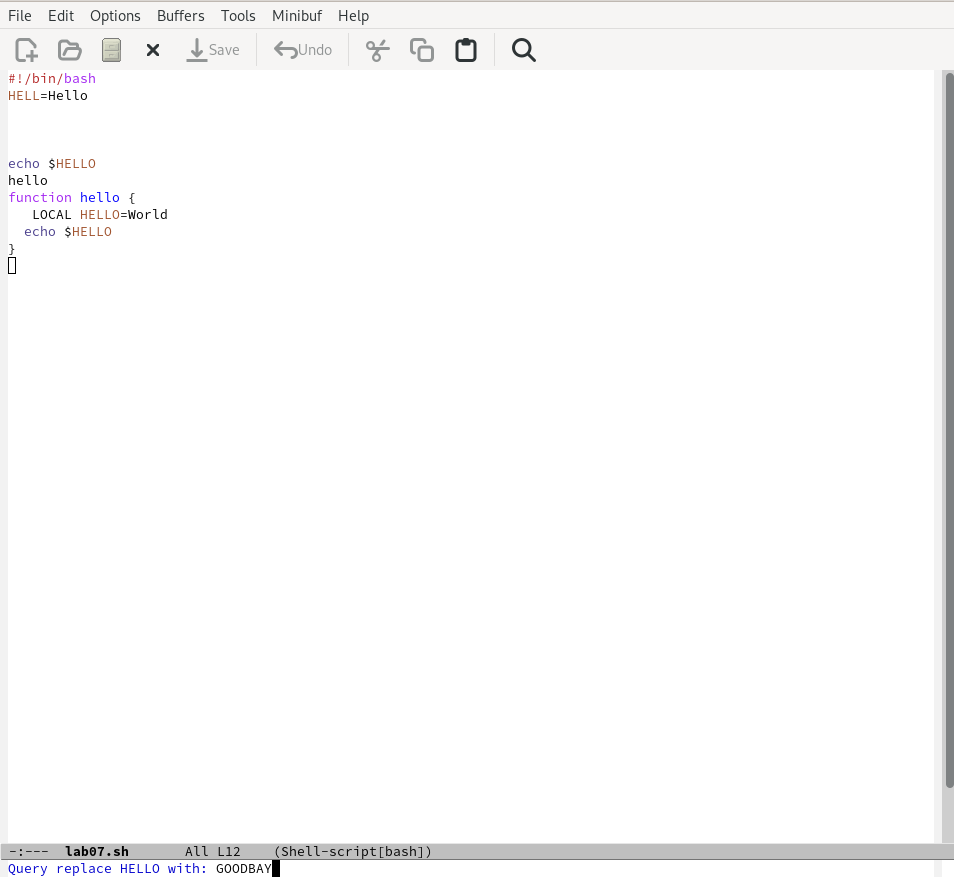 File Edit Options Buffers Tools Minibuf Help
Save Undo
#!/bin/bash
HELL=Hello
echo $HELLO
hello
function hello {
   LOCAL HELLO=World
  echo $HELLO
}
-:---  lab07.sh       All L12    (Shell-script[bash])
Query replace HELLO with: GOODBAY